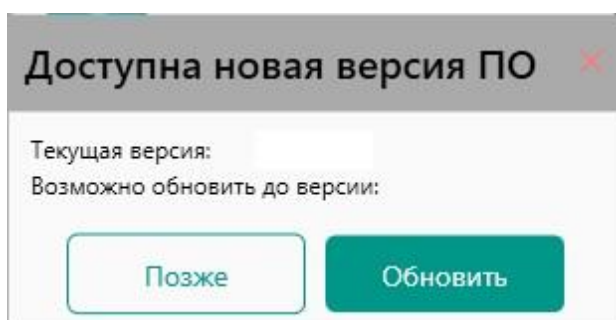 Доступна новая версия ПО
Текущая версия:
Возможно обновить до версии:
Позже
Обновить